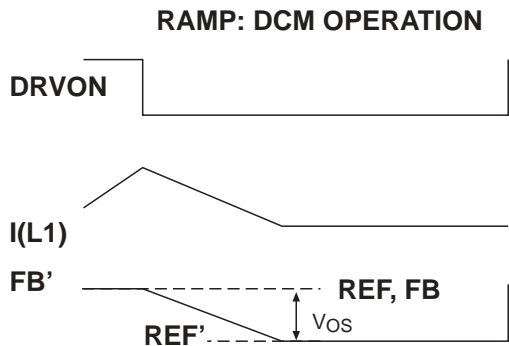 RAMP: DCM OPERATION
DRVON
I(L1)
FB’
REF, FB
VOS
REF’